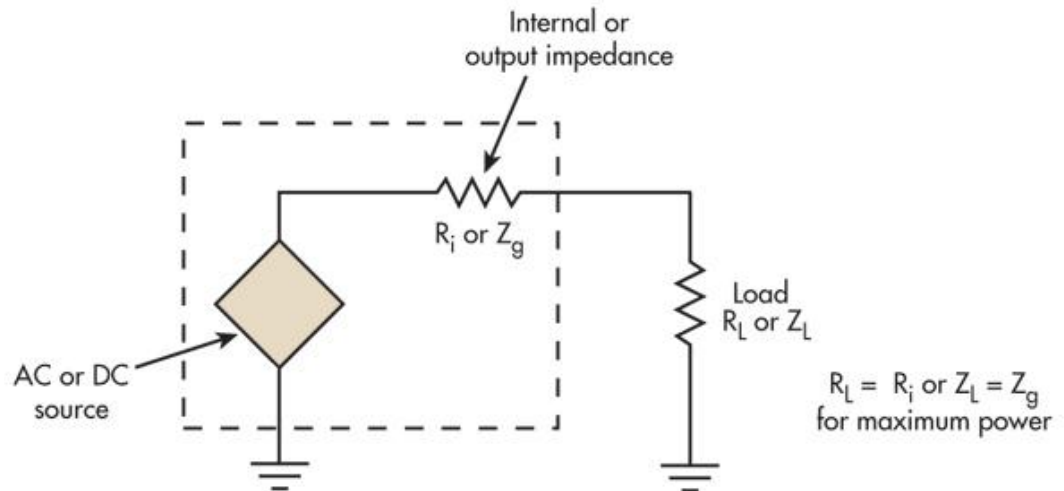 Internal or
output impedance
Ri or Zg
Load
RL or ZL
AC or DC
source
RL = Ri or ZL = Zg
for maximum power